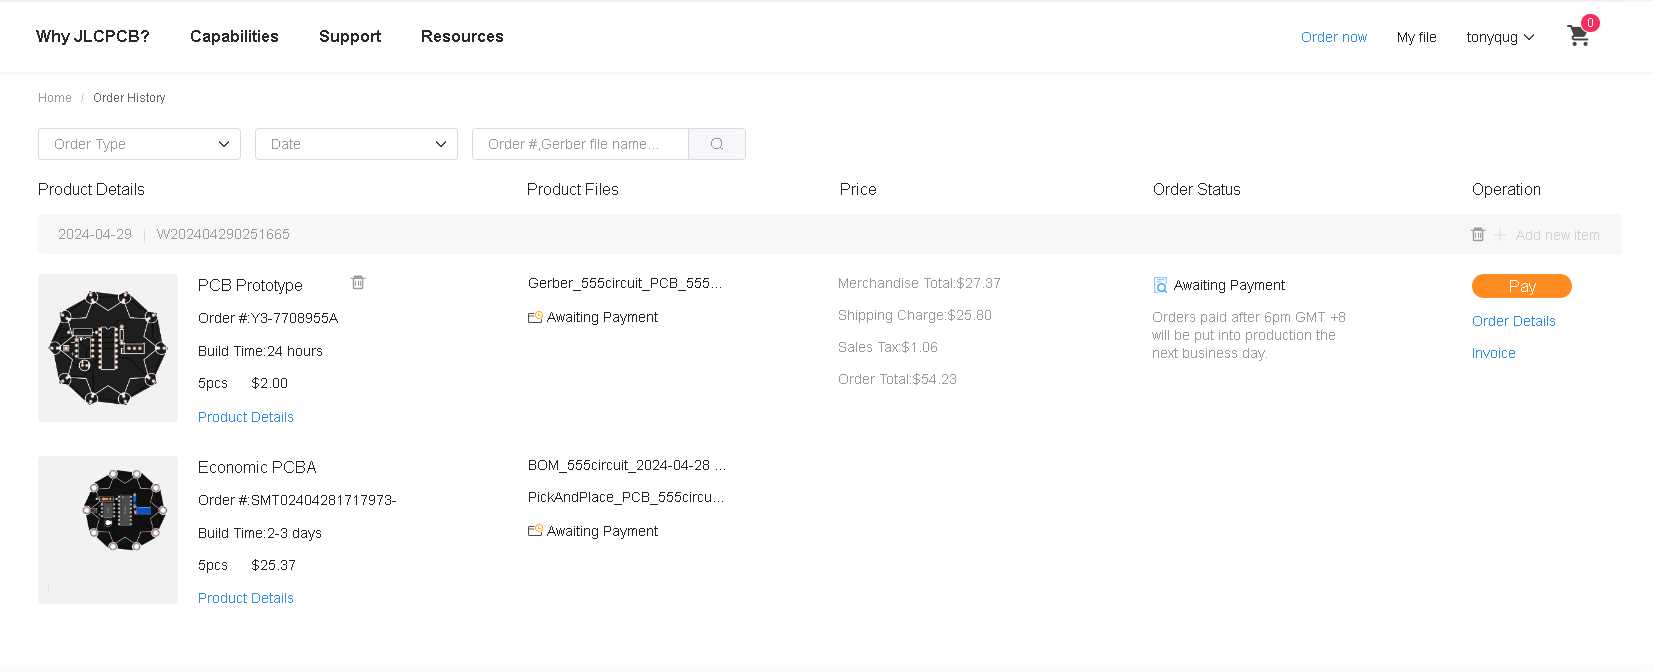 Why JLCPCB? Capabilities Support Resources Order now My file tonyqug 0
Home / Order History
Order Type Date Order #,Gerber file name...
Product Details Product Files Price Order Status Operation
2024-04-29 | W202404290251665 + Add new item
PCB Prototype
Order #:Y3-7708955A
Build Time:24 hours
5pcs $2.00
Product Details
Gerber_555circuit_PCB_555...
Awaiting Payment
Merchandise Total:$27.37
Shipping Charge:$25.80
Sales Tax:$1.06
Order Total:$54.23
Awaiting Payment
Orders paid after 6pm GMT +8
will be put into production the
next business day.
Pay
Order Details
Invoice
Economic PCBA
Order #:SMT02404281717973-
Build Time:2-3 days
5pcs $25.37
Product Details
BOM_555circuit_2024-04-28 ...
PickAndPlace_PCB_555circu...
Awaiting Payment